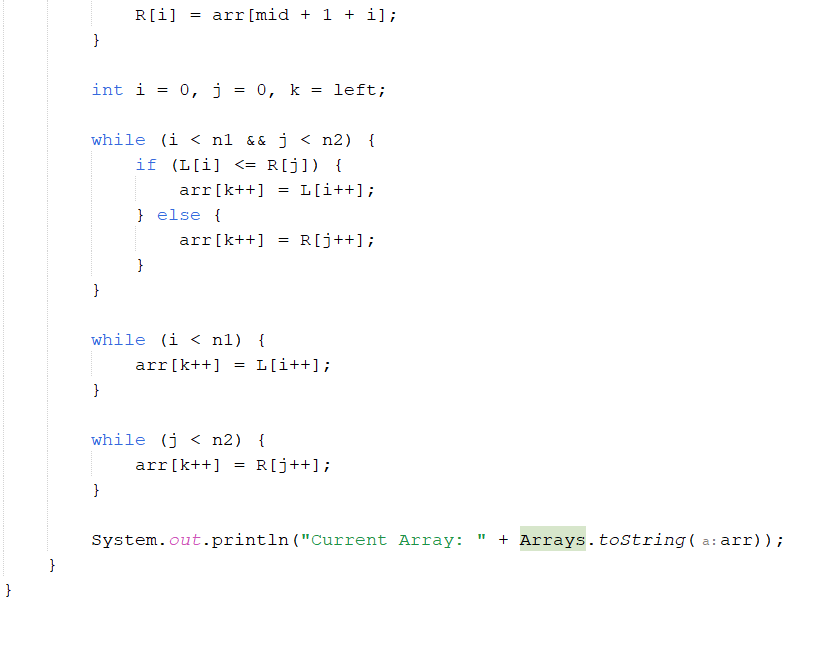 R[i] = arr[mid + 1 + i];
}
int i = 0, j = 0, k = left;
while (i < n1 && j < n2) {
if (L[i] <= R[j]) {
arr[k++] = L[i++];
} else {
arr[k++] = R[j++];
}
}
while (i < n1) {
arr[k++] = L[i++];
}
while (j < n2) {
arr[k++] = R[j++];
}
System.out.println("Current Array: " + Arrays.toString( a: arr));
}
}